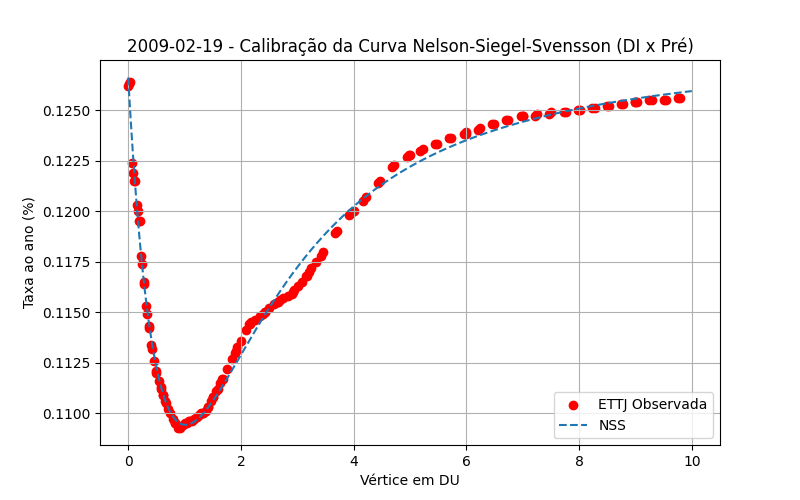 2009-02-19 - Calibração da Curva Nelson-Siegel-Svensson (DI x Pré)
Taxa ao ano (%)
0.1250
0.1225
0.1200
0.1175
0.1150
0.1125
0.1100
ETTJ Observada
NSS
0 2 4 6 8 10
Vértice em DU